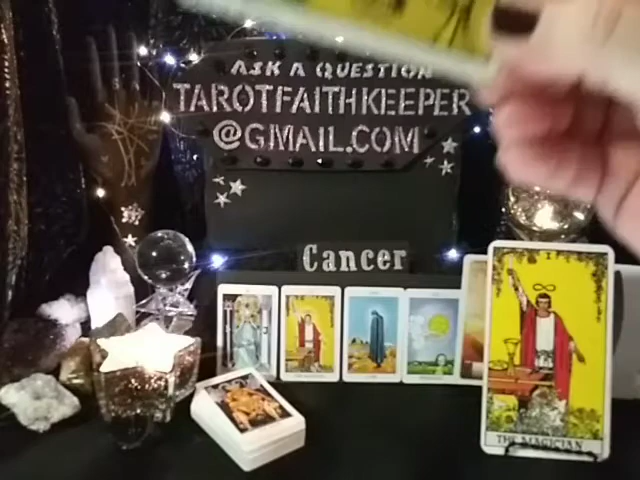 ASK A QUESTION
TAROTFAITHKEEPER
@GMAIL.COM
Cancer
I
THE MAGICIAN